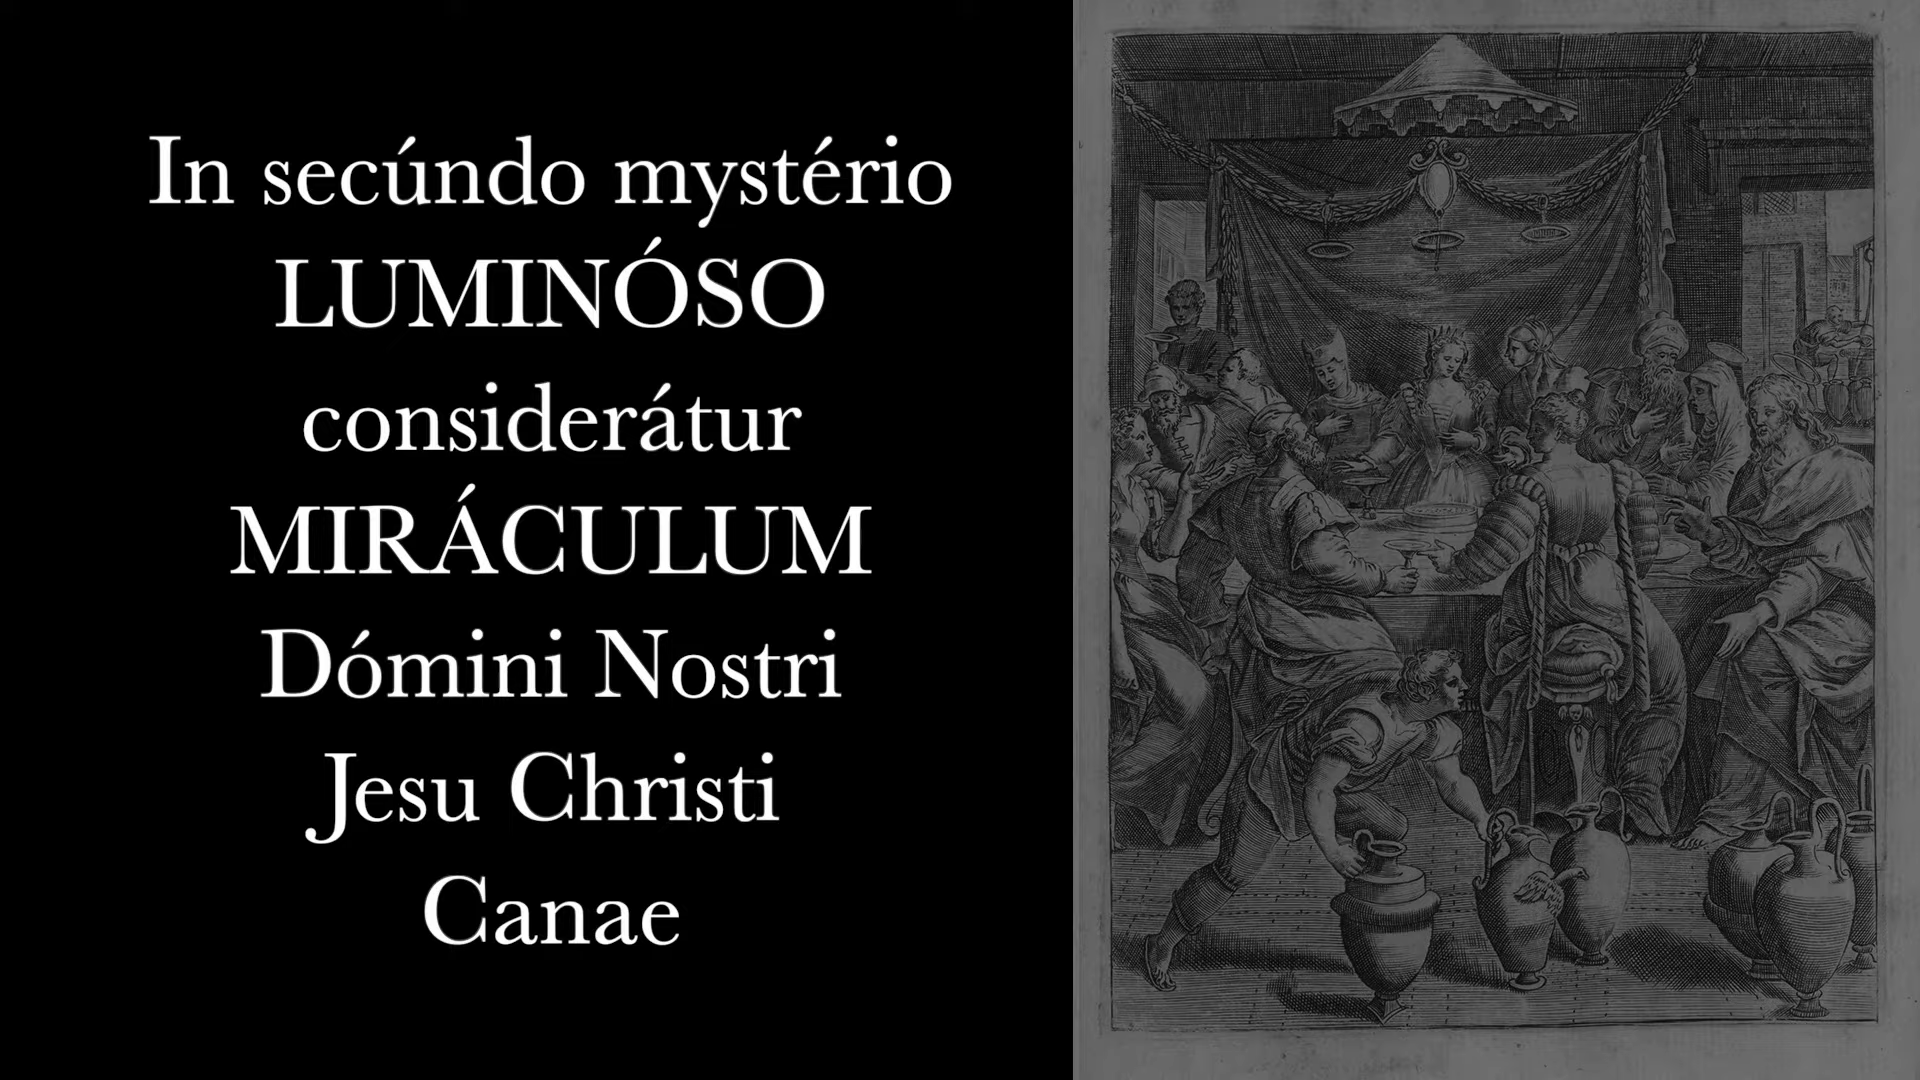 In secúndo mystério
LUMINÓSO
considerátur
MIRÁCULUM
Dómini Nostri
Jesu Christi
Canae